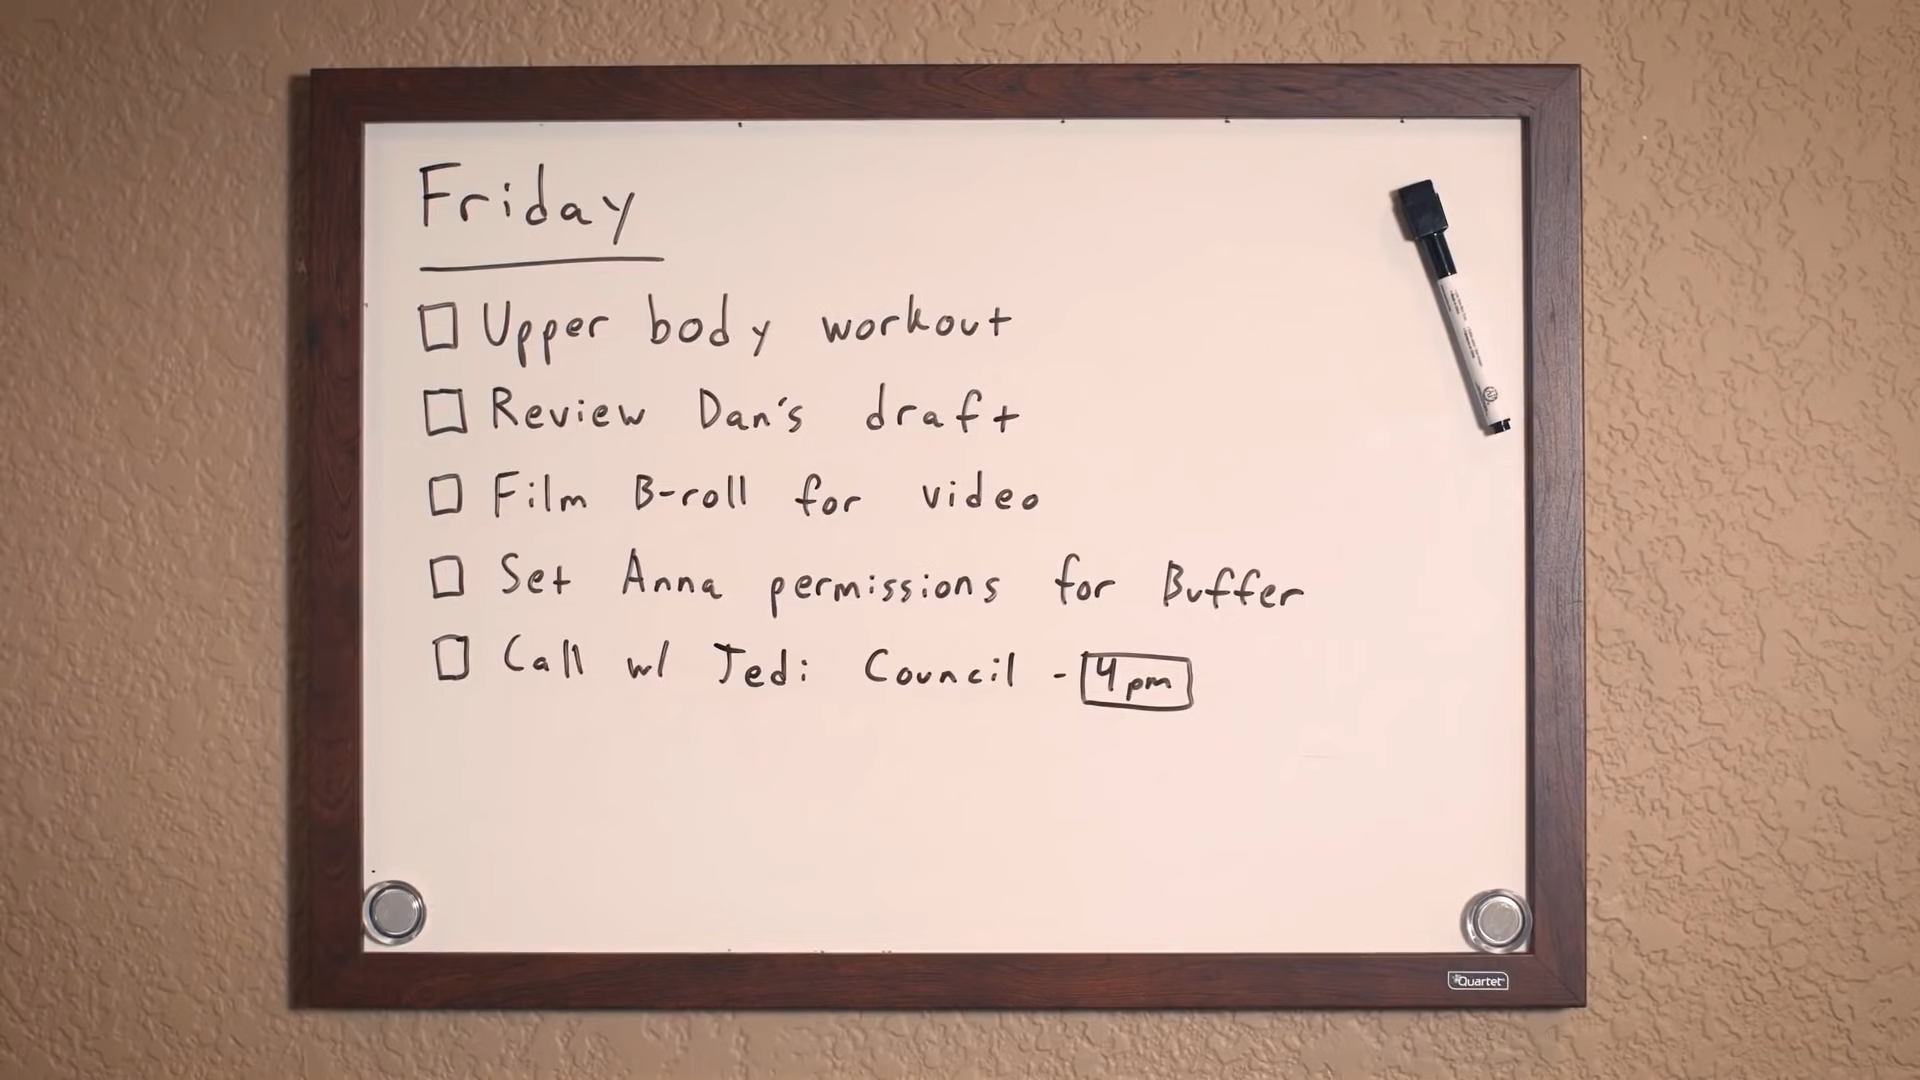 Friday
Upper body workout
Review Dan's draft
Film B-roll for video
Set Anna permissions for Buffer
Call w/ Jedi Council - 4pm
Quartet